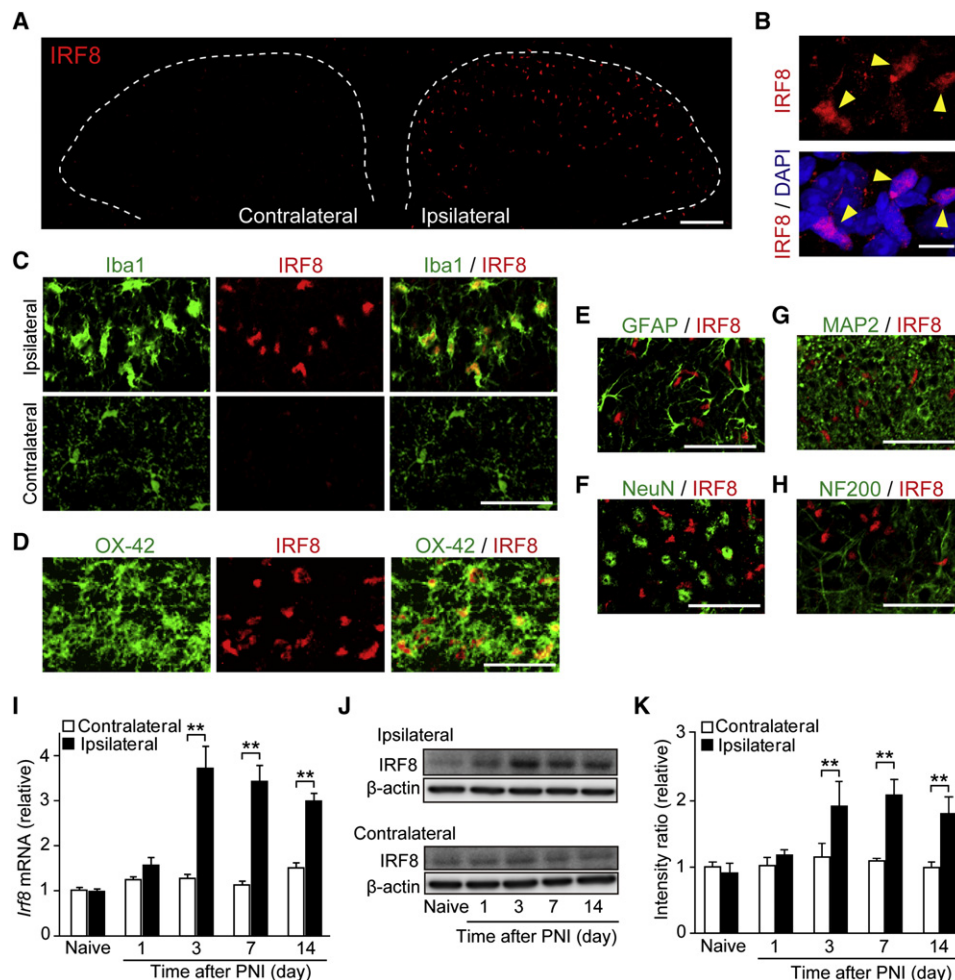 A
IRF8
Contralateral
Ipsilateral
B
IRF8
IRF8 / DAPI
C
Iba1
IRF8
Iba1 / IRF8
Ipsilateral
Contralateral
D
OX-42
IRF8
OX-42 / IRF8
E
GFAP / IRF8
G
MAP2 / IRF8
F
NeuN / IRF8
H
NF200 / IRF8
I
Contralateral
Ipsilateral
Irf8 mRNA (relative)
4
3
2
1
0
** ** **
Naive 1 3 7 14
Time after PNI (day)
J
Ipsilateral
IRF8
β-actin
Contralateral
IRF8
β-actin
Naive 1 3 7 14
Time after PNI (day)
K
Contralateral
Ipsilateral
Intensity ratio (relative)
3
2
1
0
** ** **
Naive 1 3 7 14
Time after PNI (day)